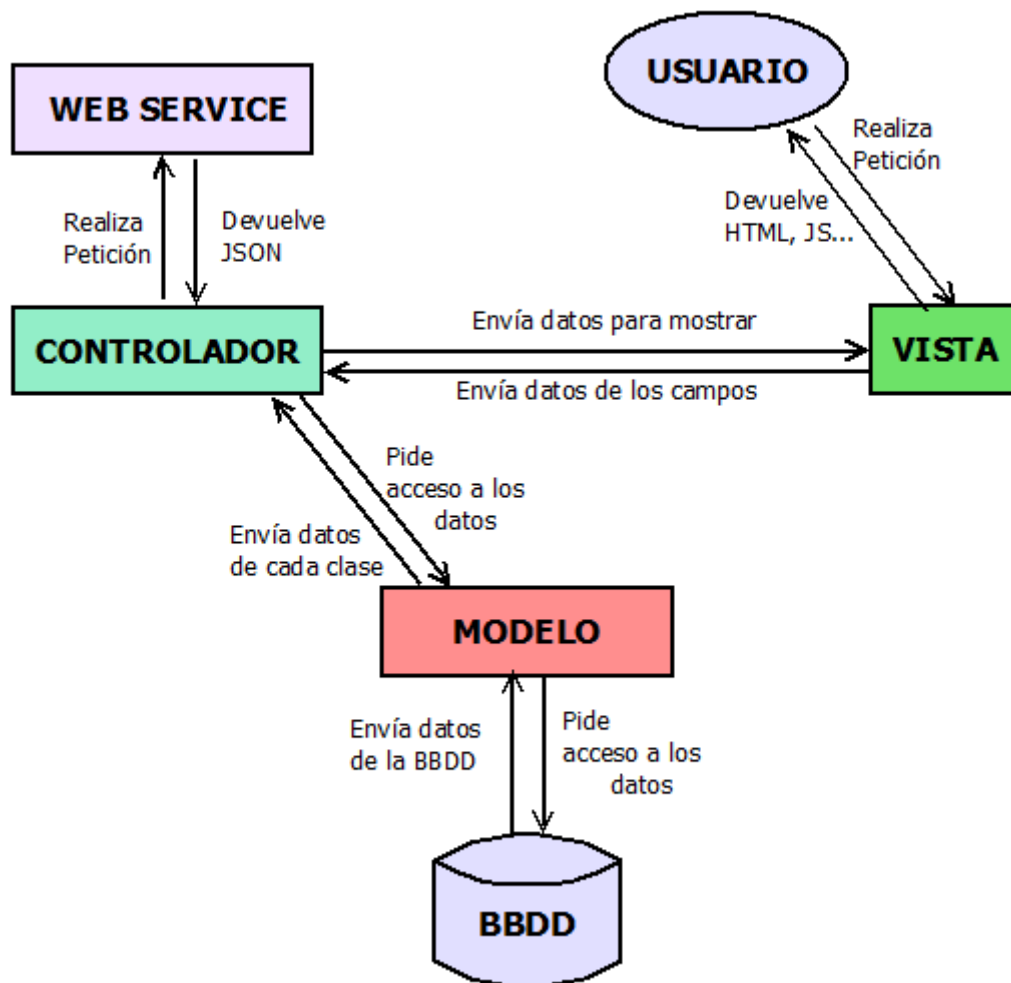 USUARIO
WEB SERVICE
Realiza
Petición
Devuelve
HTML, JS...
Realiza
Petición
Devuelve
JSON
CONTROLADOR
Envía datos para mostrar
Envía datos de los campos
VISTA
Pide
acceso a los
datos
Envía datos
de cada clase
MODELO
Envía datos
de la BBDD
Pide
acceso a los
datos
BBDD